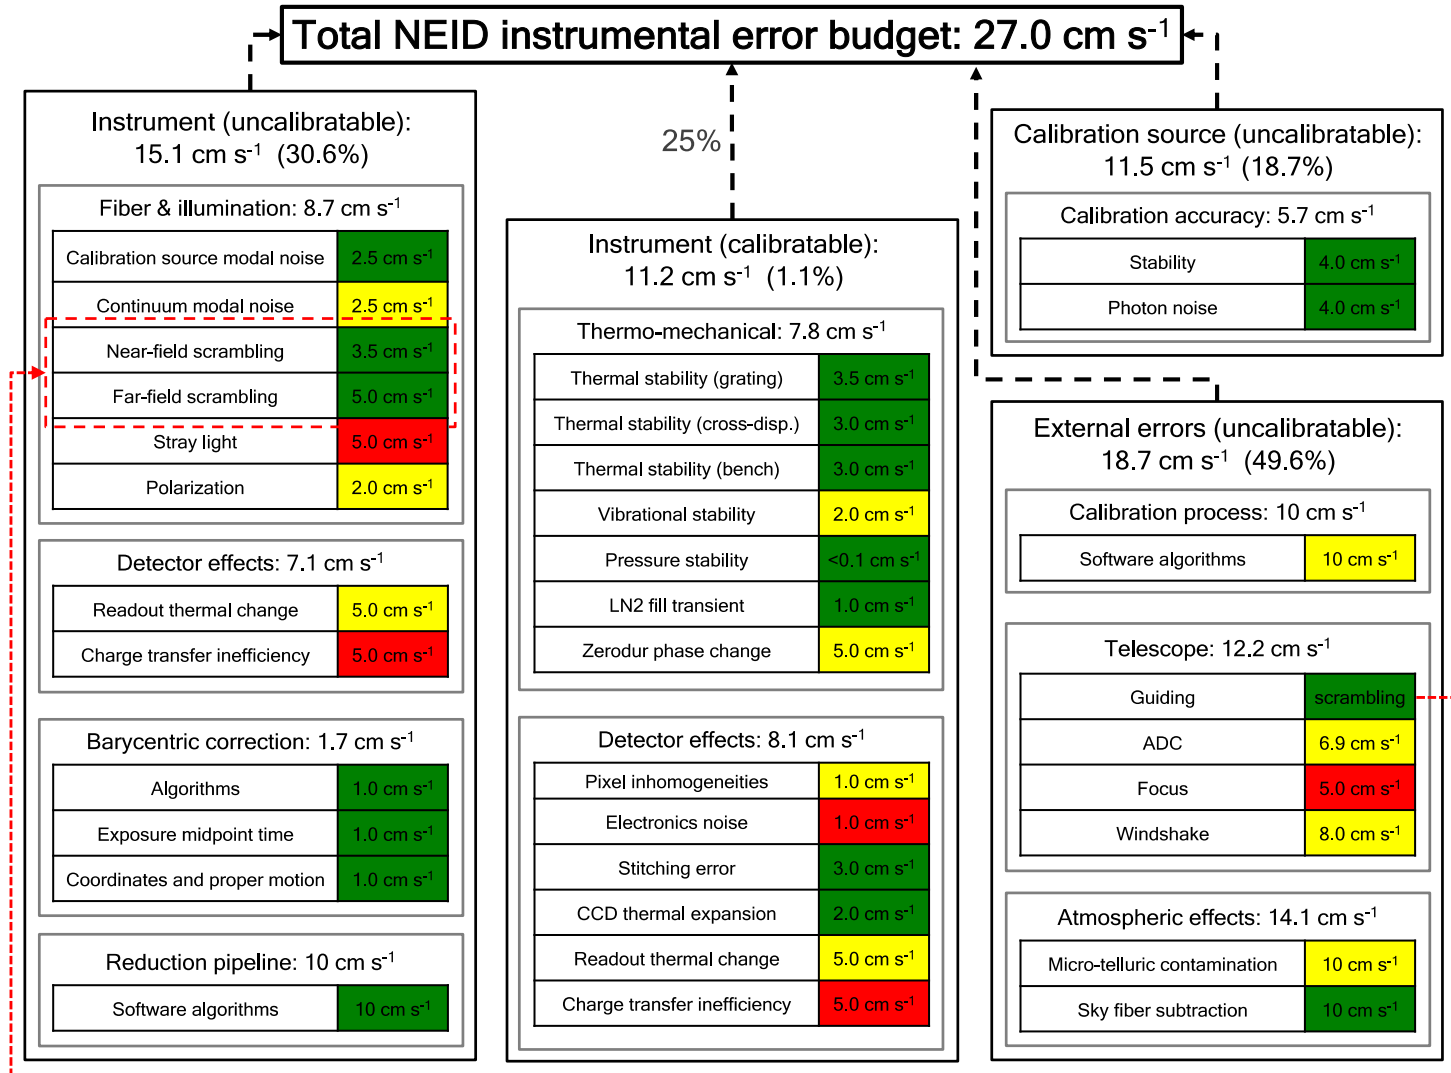 Total NEID instrumental error budget: 27.0 cm s⁻¹
Instrument (uncalibratable):
15.1 cm s⁻¹ (30.6%)
Fiber & illumination: 8.7 cm s⁻¹
Calibration source modal noise 2.5 cm s⁻¹
Continuum modal noise 2.5 cm s⁻¹
Near-field scrambling 3.5 cm s⁻¹
Far-field scrambling 5.0 cm s⁻¹
Stray light 5.0 cm s⁻¹
Polarization 2.0 cm s⁻¹
Detector effects: 7.1 cm s⁻¹
Readout thermal change 5.0 cm s⁻¹
Charge transfer inefficiency 5.0 cm s⁻¹
Barycentric correction: 1.7 cm s⁻¹
Algorithms 1.0 cm s⁻¹
Exposure midpoint time 1.0 cm s⁻¹
Coordinates and proper motion 1.0 cm s⁻¹
Reduction pipeline: 10 cm s⁻¹
Software algorithms 10 cm s⁻¹
25%
Instrument (calibratable):
11.2 cm s⁻¹ (1.1%)
Thermo-mechanical: 7.8 cm s⁻¹
Thermal stability (grating) 3.5 cm s⁻¹
Thermal stability (cross-disp.) 3.0 cm s⁻¹
Thermal stability (bench) 3.0 cm s⁻¹
Vibrational stability 2.0 cm s⁻¹
Pressure stability <0.1 cm s⁻¹
LN2 fill transient 1.0 cm s⁻¹
Zerodur phase change 5.0 cm s⁻¹
Detector effects: 8.1 cm s⁻¹
Pixel inhomogeneities 1.0 cm s⁻¹
Electronics noise 1.0 cm s⁻¹
Stitching error 3.0 cm s⁻¹
CCD thermal expansion 2.0 cm s⁻¹
Readout thermal change 5.0 cm s⁻¹
Charge transfer inefficiency 5.0 cm s⁻¹
Calibration source (uncalibratable):
11.5 cm s⁻¹ (18.7%)
Calibration accuracy: 5.7 cm s⁻¹
Stability 4.0 cm s⁻¹
Photon noise 4.0 cm s⁻¹
External errors (uncalibratable):
18.7 cm s⁻¹ (49.6%)
Calibration process: 10 cm s⁻¹
Software algorithms 10 cm s⁻¹
Telescope: 12.2 cm s⁻¹
Guiding scrambling
ADC 6.9 cm s⁻¹
Focus 5.0 cm s⁻¹
Windshake 8.0 cm s⁻¹
Atmospheric effects: 14.1 cm s⁻¹
Micro-telluric contamination 10 cm s⁻¹
Sky fiber subtraction 10 cm s⁻¹